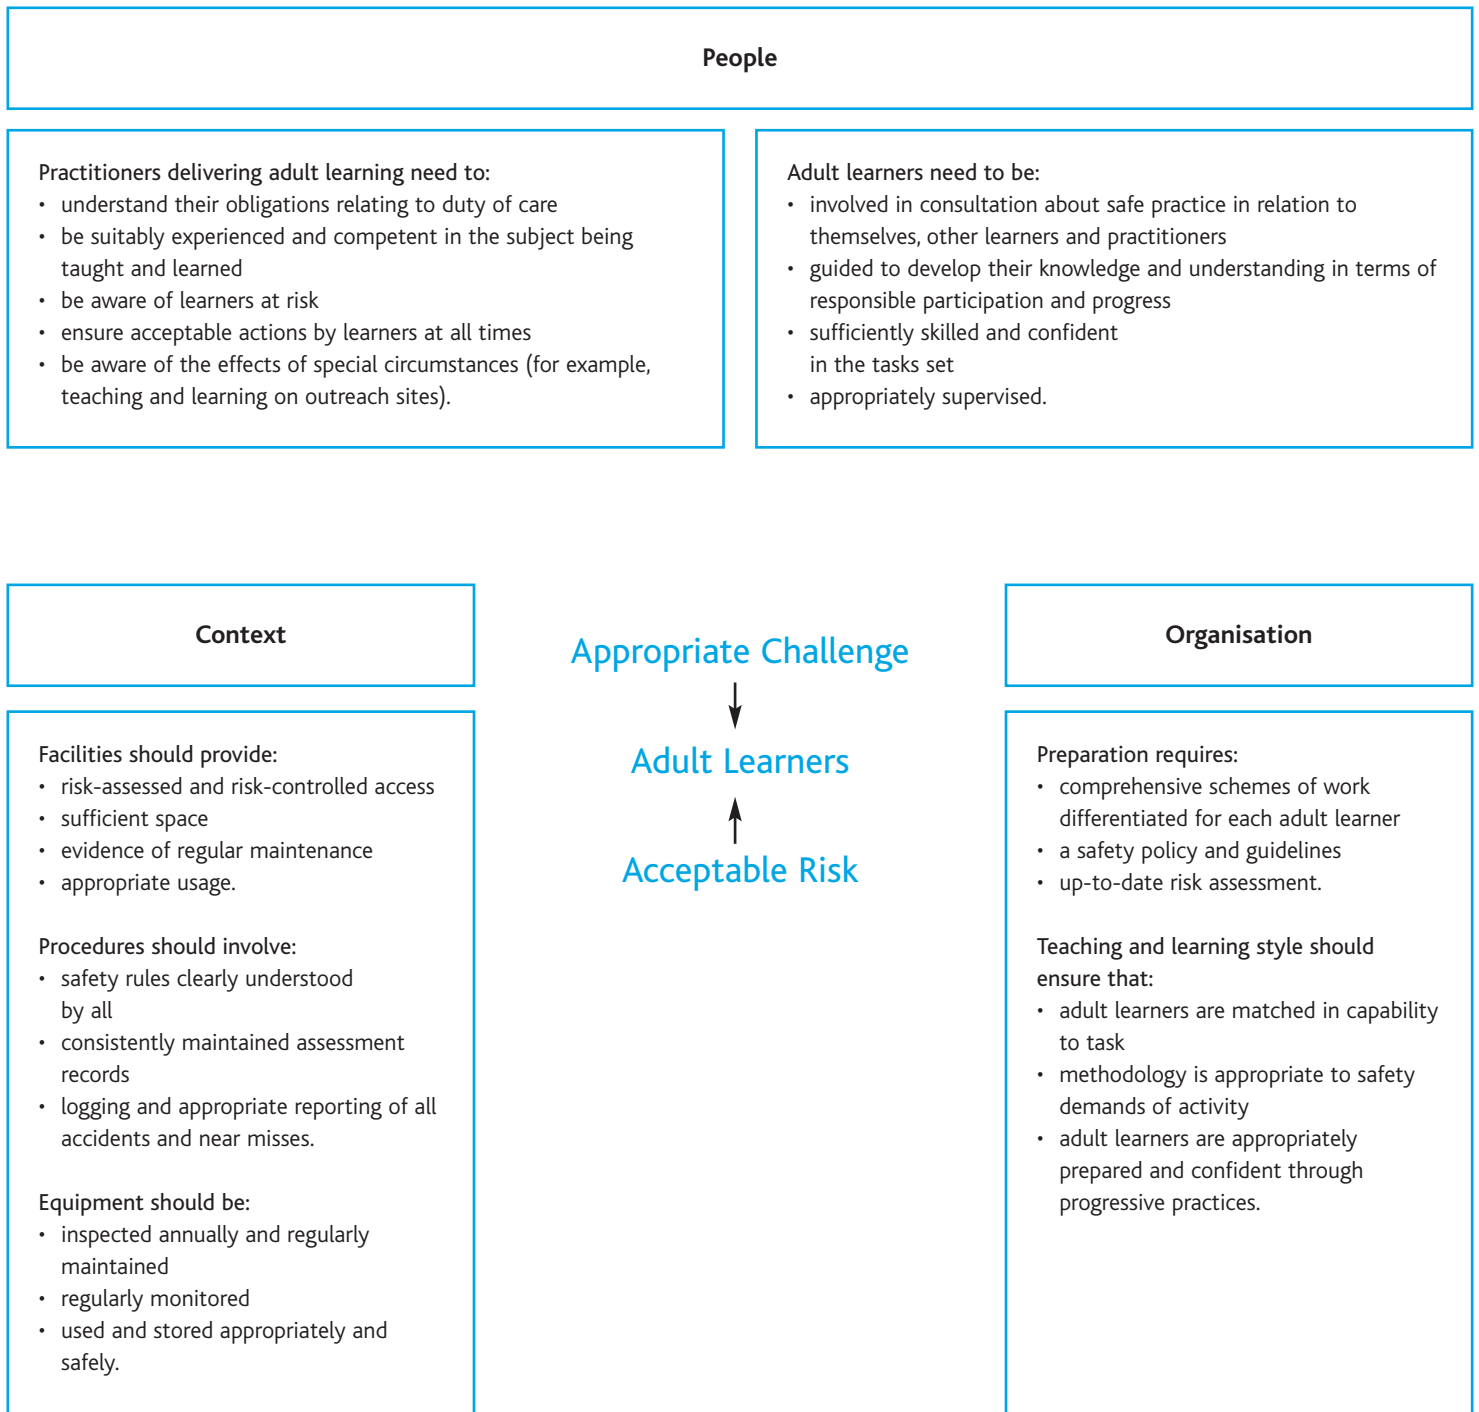 People
Practitioners delivering adult learning need to:
• understand their obligations relating to duty of care
• be suitably experienced and competent in the subject being
taught and learned
• be aware of learners at risk
• ensure acceptable actions by learners at all times
• be aware of the effects of special circumstances (for example,
teaching and learning on outreach sites).
Adult learners need to be:
• involved in consultation about safe practice in relation to
themselves, other learners and practitioners
• guided to develop their knowledge and understanding in terms of
responsible participation and progress
• sufficiently skilled and confident
in the tasks set
• appropriately supervised.
Context
Facilities should provide:
• risk-assessed and risk-controlled access
• sufficient space
• evidence of regular maintenance
• appropriate usage.
Procedures should involve:
• safety rules clearly understood
by all
• consistently maintained assessment
records
• logging and appropriate reporting of all
accidents and near misses.
Equipment should be:
• inspected annually and regularly
maintained
• regularly monitored
• used and stored appropriately and
safely.
Appropriate Challenge
Adult Learners
Acceptable Risk
Organisation
Preparation requires:
• comprehensive schemes of work
differentiated for each adult learner
• a safety policy and guidelines
• up-to-date risk assessment.
Teaching and learning style should
ensure that:
• adult learners are matched in capability
to task
• methodology is appropriate to safety
demands of activity
• adult learners are appropriately
prepared and confident through
progressive practices.